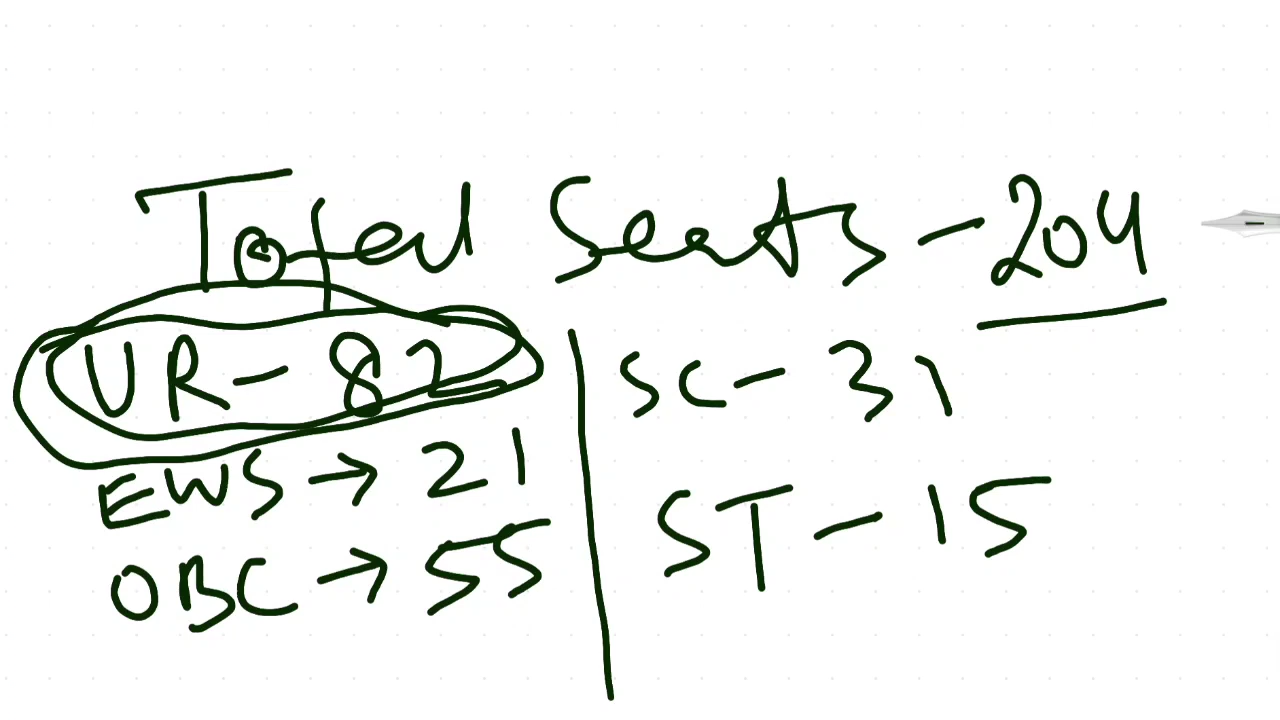 Total Seats - 204
UR - 82
EWS → 21
OBC → 55
SC - 31
ST - 15